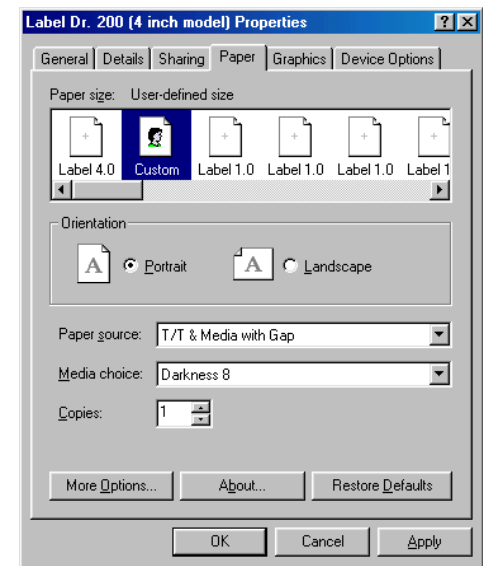 Label Dr. 200 (4 inch model) Properties
General Details Sharing Paper Graphics Device Options
Paper size: User-defined size
Label 4.0 Custom Label 1.0 Label 1.0 Label 1.0 Label 1
Orientation
A Portrait A Landscape
Paper source: T/T & Media with Gap
Media choice: Darkness 8
Copies: 1
More Options... About... Restore Defaults
OK Cancel Apply